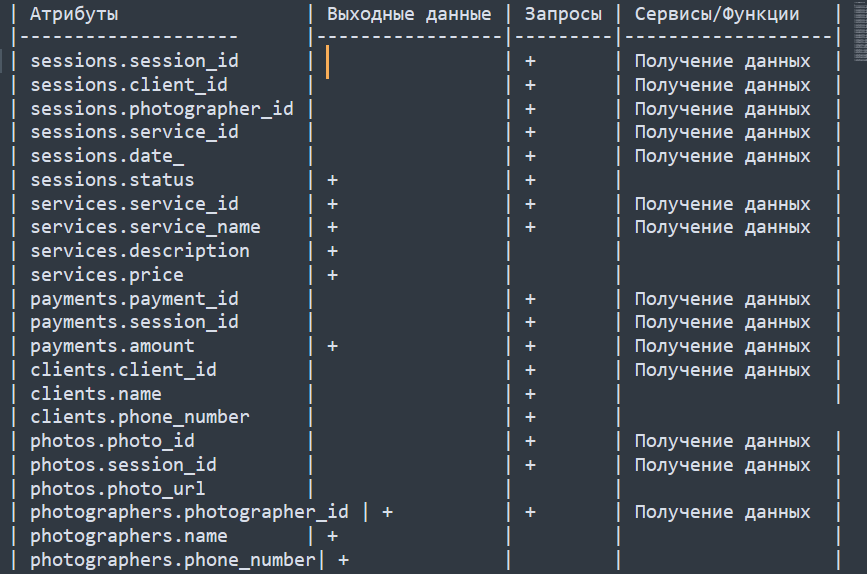 | Атрибуты | Выходные данные | Запросы | Сервисы/Функции |
|-------------------- |-----------------|---------|-------------------|
| sessions.session_id | | + | Получение данных |
| sessions.client_id | | + | Получение данных |
| sessions.photographer_id | | + | Получение данных |
| sessions.service_id | | + | Получение данных |
| sessions.date_ | | + | Получение данных |
| sessions.status | + | + | |
| services.service_id | + | + | Получение данных |
| services.service_name | + | + | Получение данных |
| services.description | + | | |
| services.price | + | | |
| payments.payment_id | | + | Получение данных |
| payments.session_id | | + | Получение данных |
| payments.amount | + | + | Получение данных |
| clients.client_id | | + | Получение данных |
| clients.name | | + | |
| clients.phone_number | | + |
| photos.photo_id | | + | Получение данных |
| photos.session_id | | + | Получение данных |
| photos.photo_url | | | |
| photographers.photographer_id | + | + | Получение данных |
| photographers.name | + | | |
| photographers.phone_number| + | | |